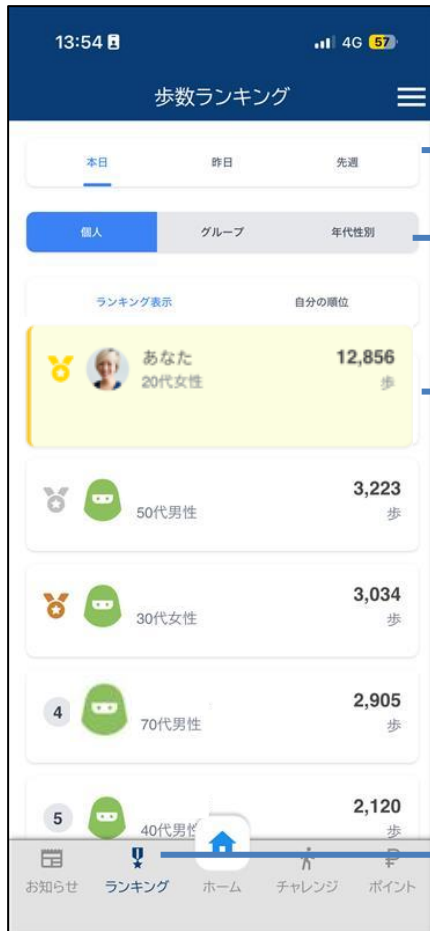 13:54 4G 57
歩数ランキング
本日 昨日 先週
個人 グループ 年代性別
ランキング表示 自分の順位
あなた 12,856
20代女性 歩
3,223
50代男性 歩
3,034
30代女性 歩
4 2,905
70代男性 歩
5 2,120
40代男性 歩
お知らせ ランキング ホーム チャレンジ ポイント